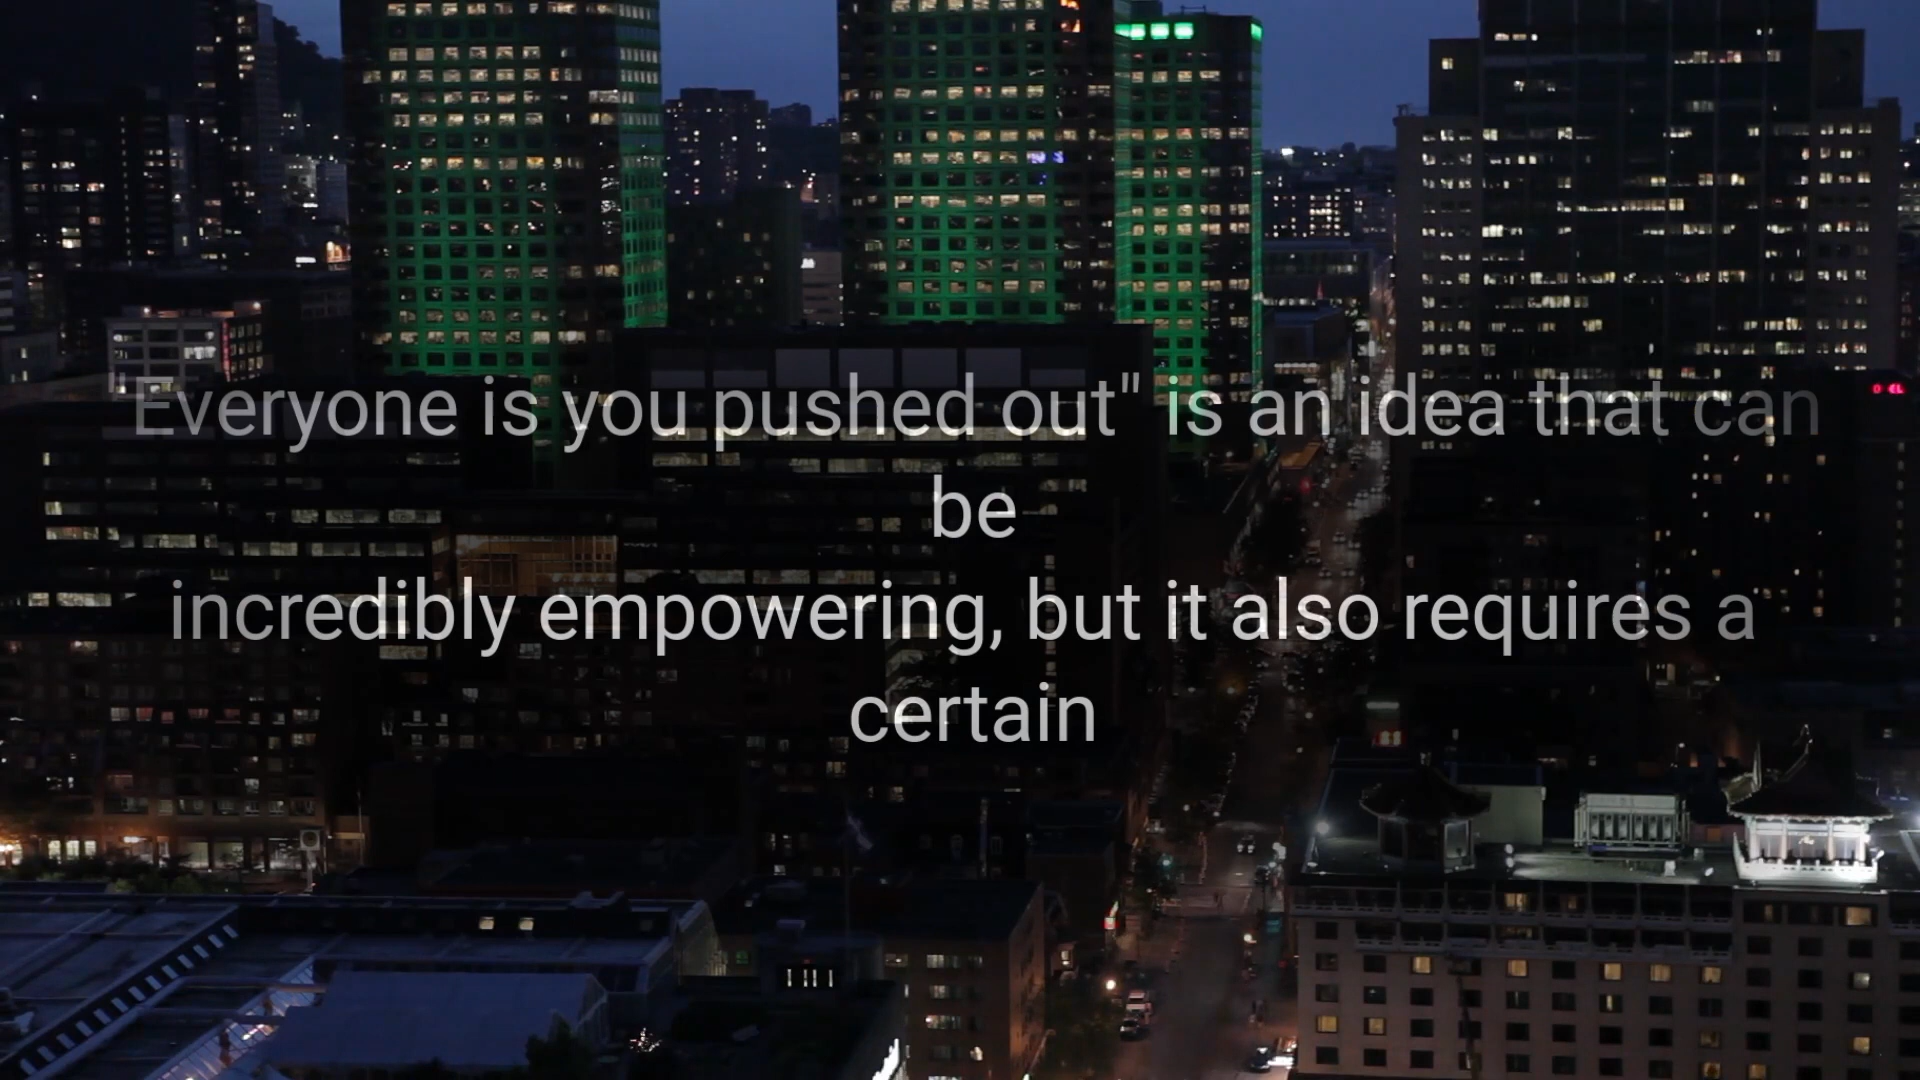 "Everyone is you pushed out" is an idea that can
be
incredibly empowering, but it also requires a
certain